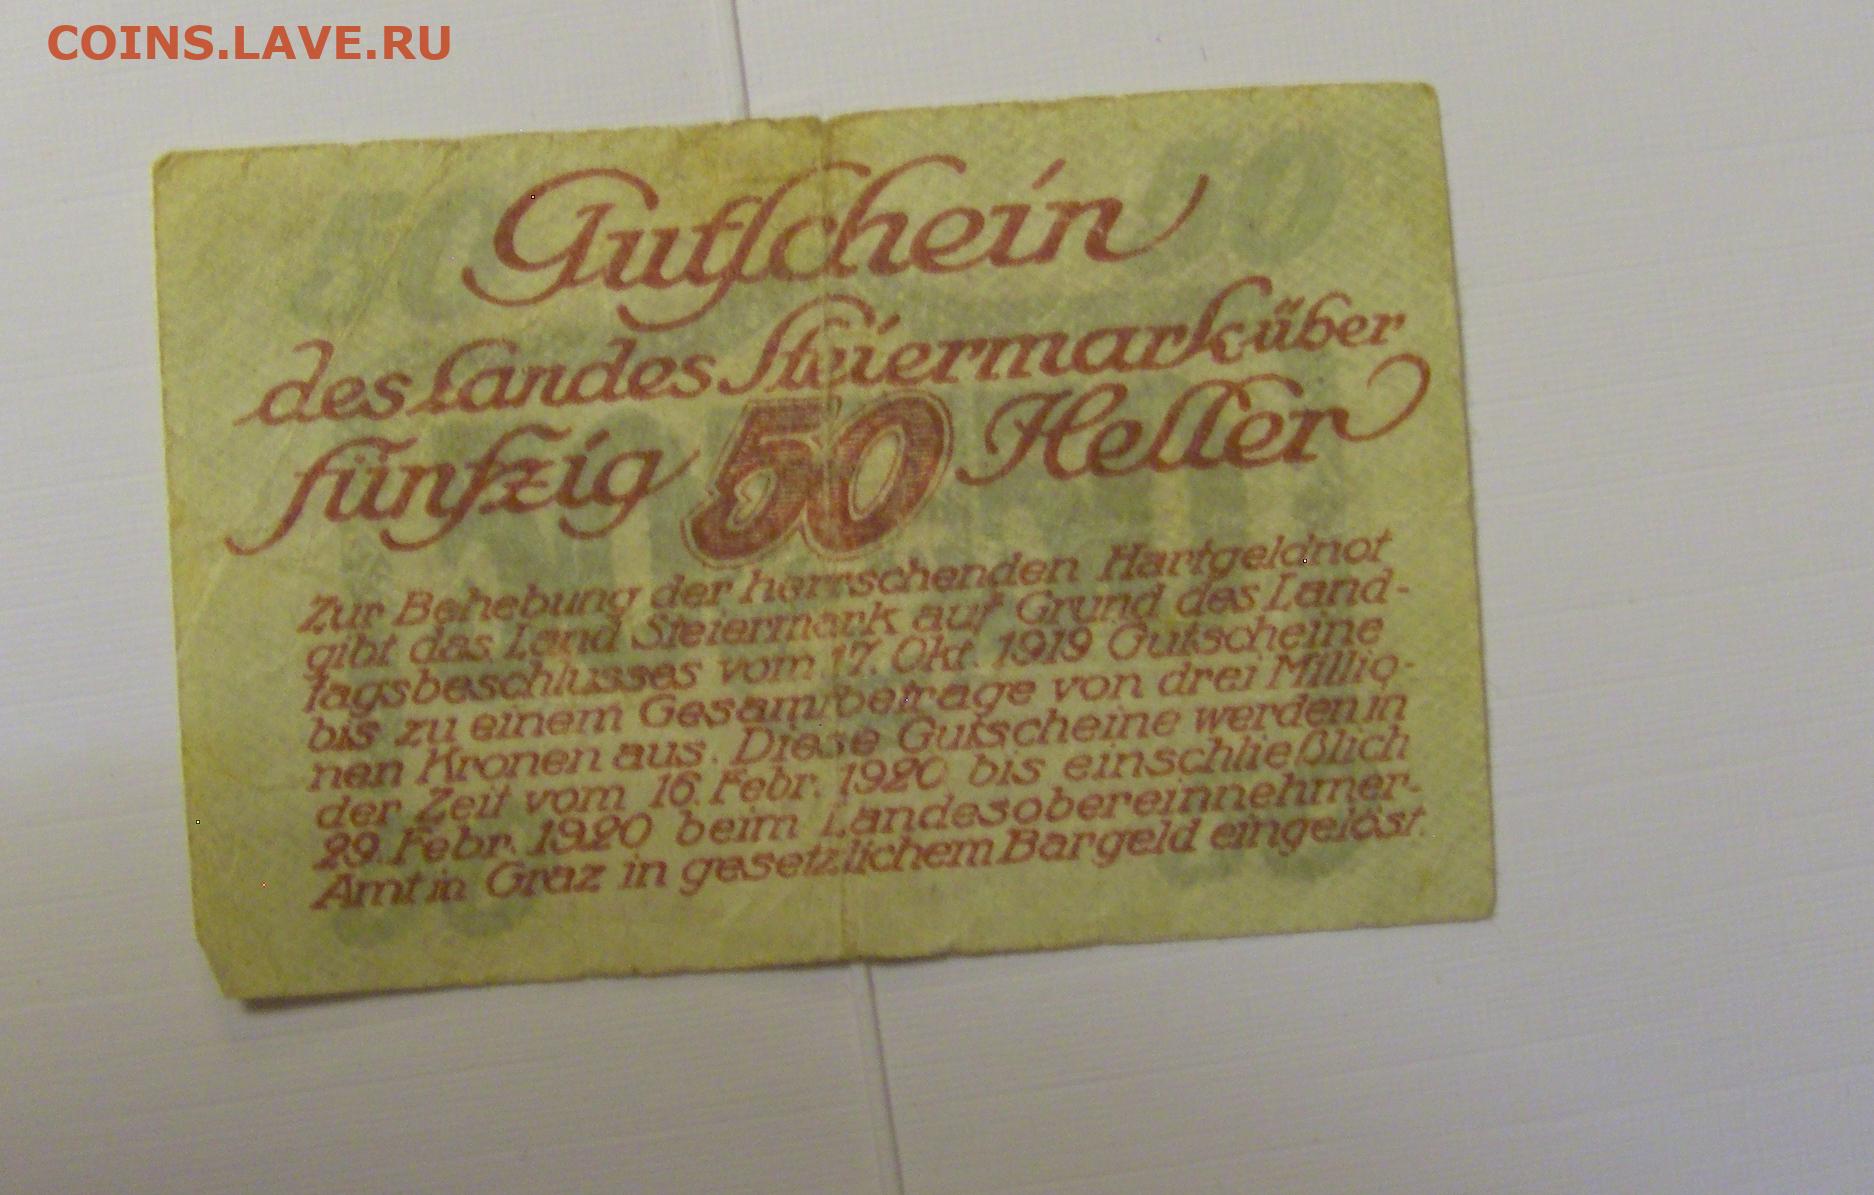 COINS.LAVE.RU
Gutschein
des Landes Steiermark über
fünfzig 50 Heller
Zur Behebung der herrschenden Hartgeldnot
gibt das Land Steiermark auf Grund des Land-
tagsbeschlusses vom 17. Okt. 1919 Gutscheine
bis zu einem Gesamtbetrage von drei Millio-
nen Kronen aus. Diese Gutscheine werden in
der Zeit vom 16. Febr. 1920 bis einschließlich
29. Febr. 1920 beim Landesobereinnehmer-
Amt in Graz in gesetzlichem Bargeld eingelöst.